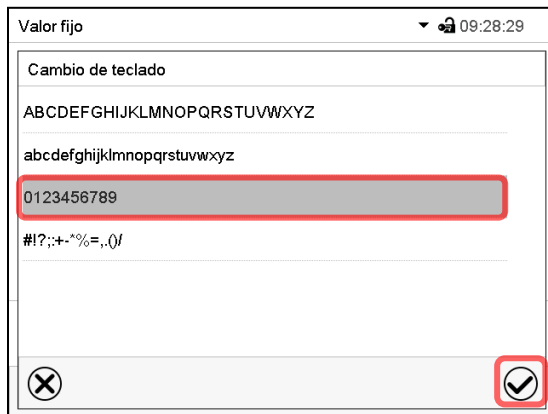 Valor fijo 09:28:29
Cambio de teclado
ABCDEFGHIJKLMNOPQRSTUVWXYZ
abcdefghijklmnopqrstuvwxyz
0123456789
#!?;:+-*%=,.()/